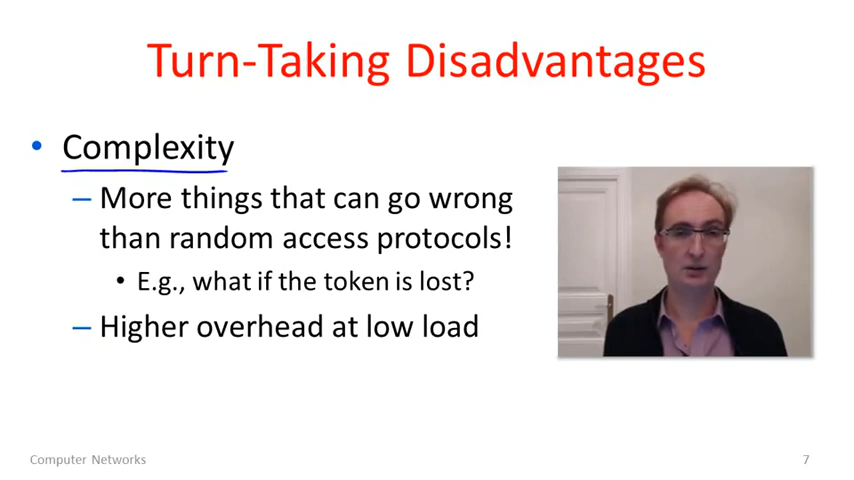 Turn-Taking Disadvantages
• Complexity
– More things that can go wrong
than random access protocols!
• E.g., what if the token is lost?
– Higher overhead at low load
Computer Networks
7